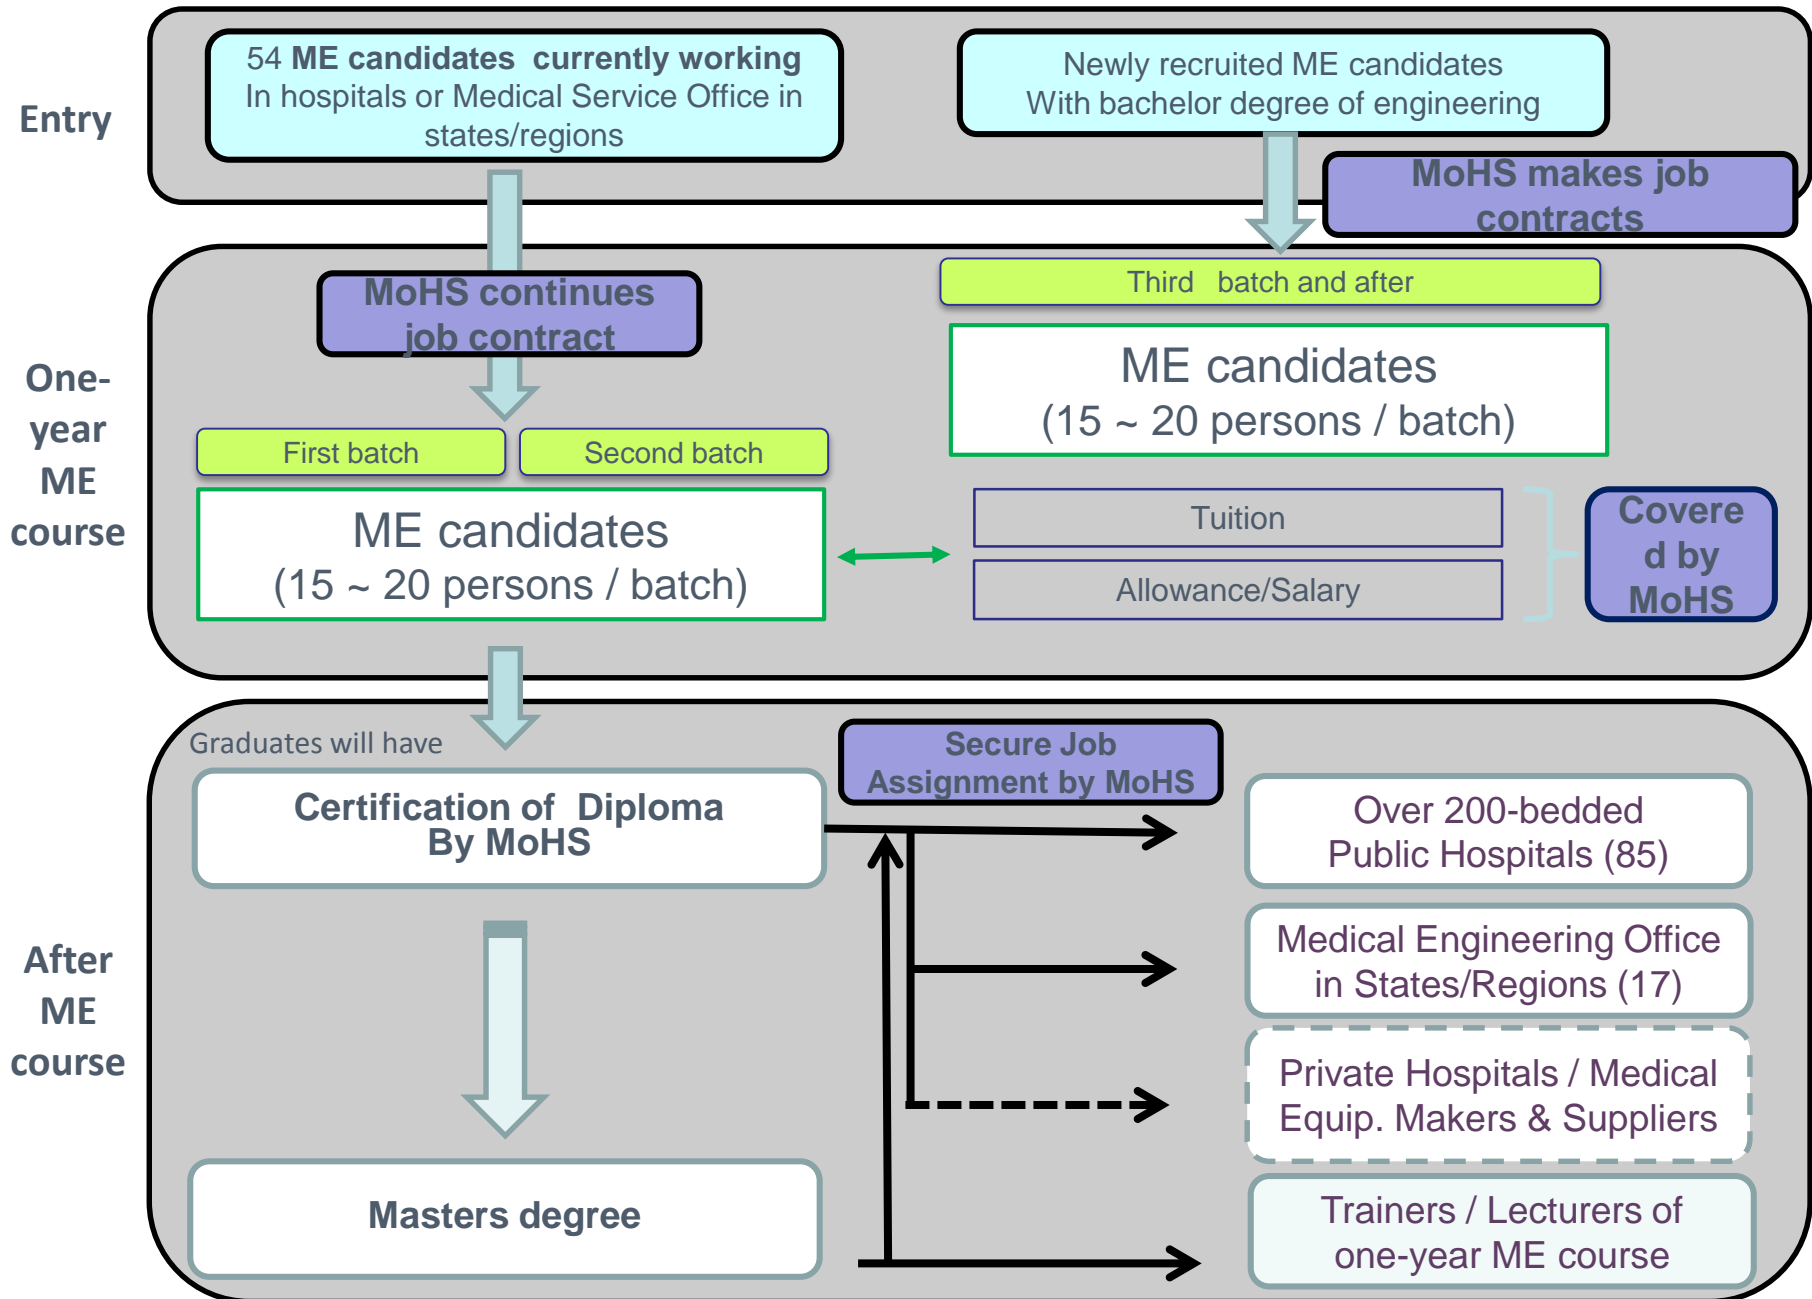 Entry
54 ME candidates currently working
In hospitals or Medical Service Office in
states/regions
Newly recruited ME candidates
With bachelor degree of engineering
MoHS makes job
contracts
One-
year
ME
course
MoHS continues
job contract
Third batch and after
ME candidates
(15 ~ 20 persons / batch)
First batch
Second batch
ME candidates
(15 ~ 20 persons / batch)
Tuition
Allowance/Salary
Covere
d by
MoHS
After
ME
course
Graduates will have
Certification of Diploma
By MoHS
Secure Job
Assignment by MoHS
Over 200-bedded
Public Hospitals (85)
Medical Engineering Office
in States/Regions (17)
Private Hospitals / Medical
Equip. Makers & Suppliers
Masters degree
Trainers / Lecturers of
one-year ME course